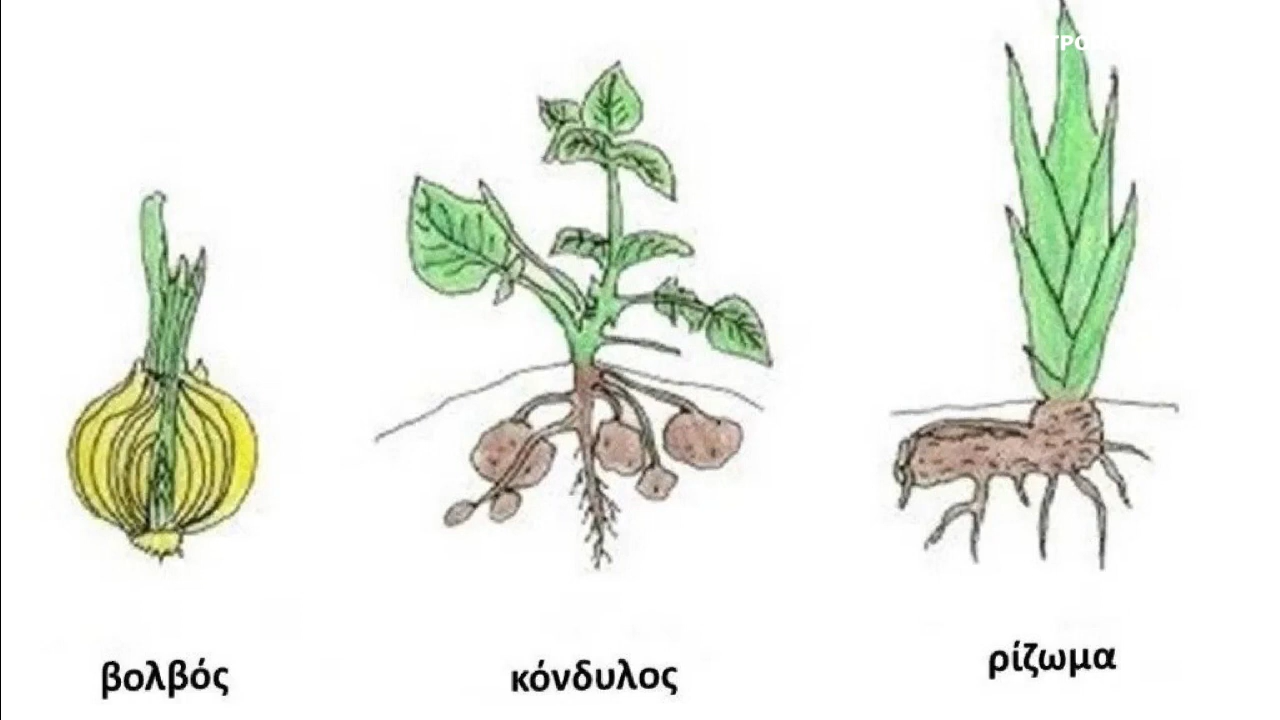 βολβός
κόνδυλος
ρίζωμα